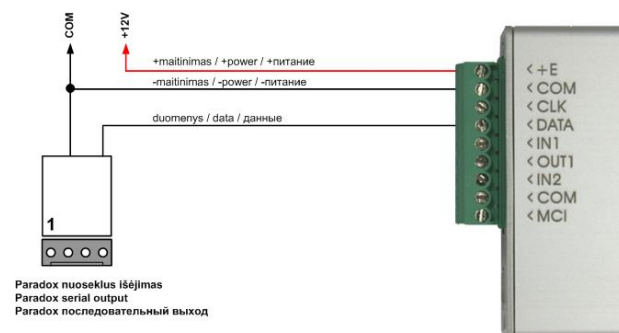 COM
+12V
+maitinimas / +power / +питание
-maitinimas / -power / -питание
duomenys / data / данные
< +E
< COM
< CLK
< DATA
< IN1
< OUT1
< IN2
< COM
< MCI
1
Paradox nuoseklus išėjimas
Paradox serial output
Paradox последовательный выход